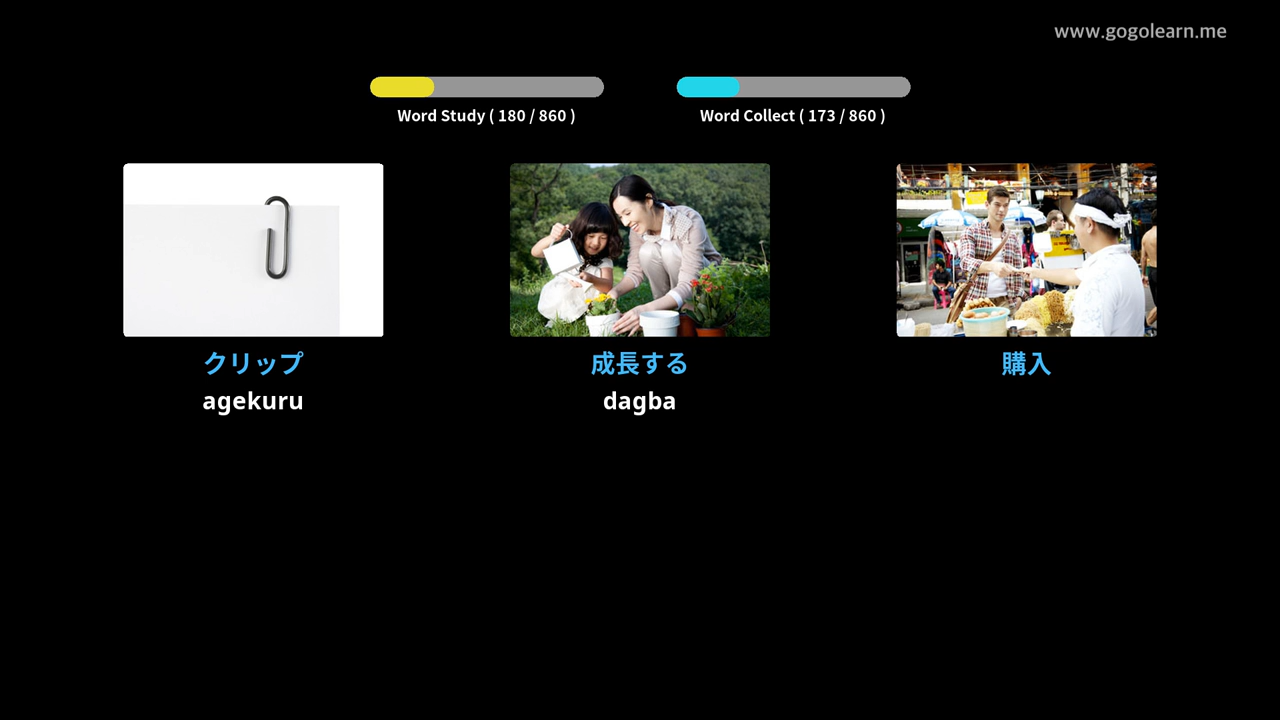 www.gogolearn.me
Word Study ( 180 / 860 )
Word Collect ( 173 / 860 )
クリップ
agekuru
成長する
dagba
購入